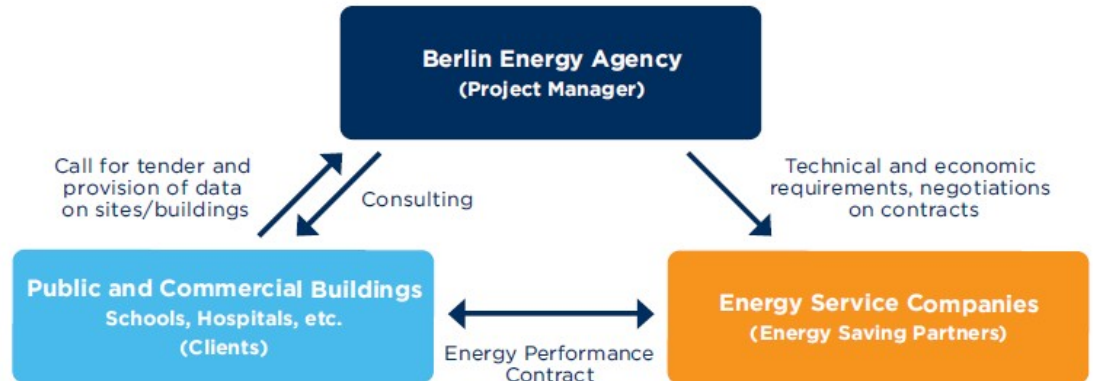 Berlin Energy Agency
(Project Manager)
Call for tender and
provision of data
on sites/buildings
Consulting
Technical and economic
requirements, negotiations
on contracts
Public and Commercial Buildings
Schools, Hospitals, etc.
(Clients)
Energy Performance
Contract
Energy Service Companies
(Energy Saving Partners)